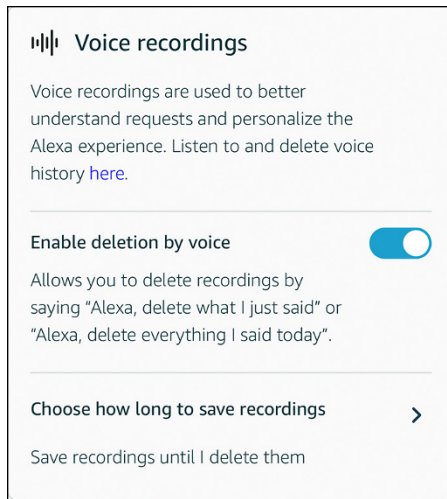 Voice recordings
Voice recordings are used to better
understand requests and personalize the
Alexa experience. Listen to and delete voice
history here.
Enable deletion by voice
Allows you to delete recordings by
saying “Alexa, delete what I just said” or
“Alexa, delete everything I said today”.
Choose how long to save recordings
Save recordings until I delete them